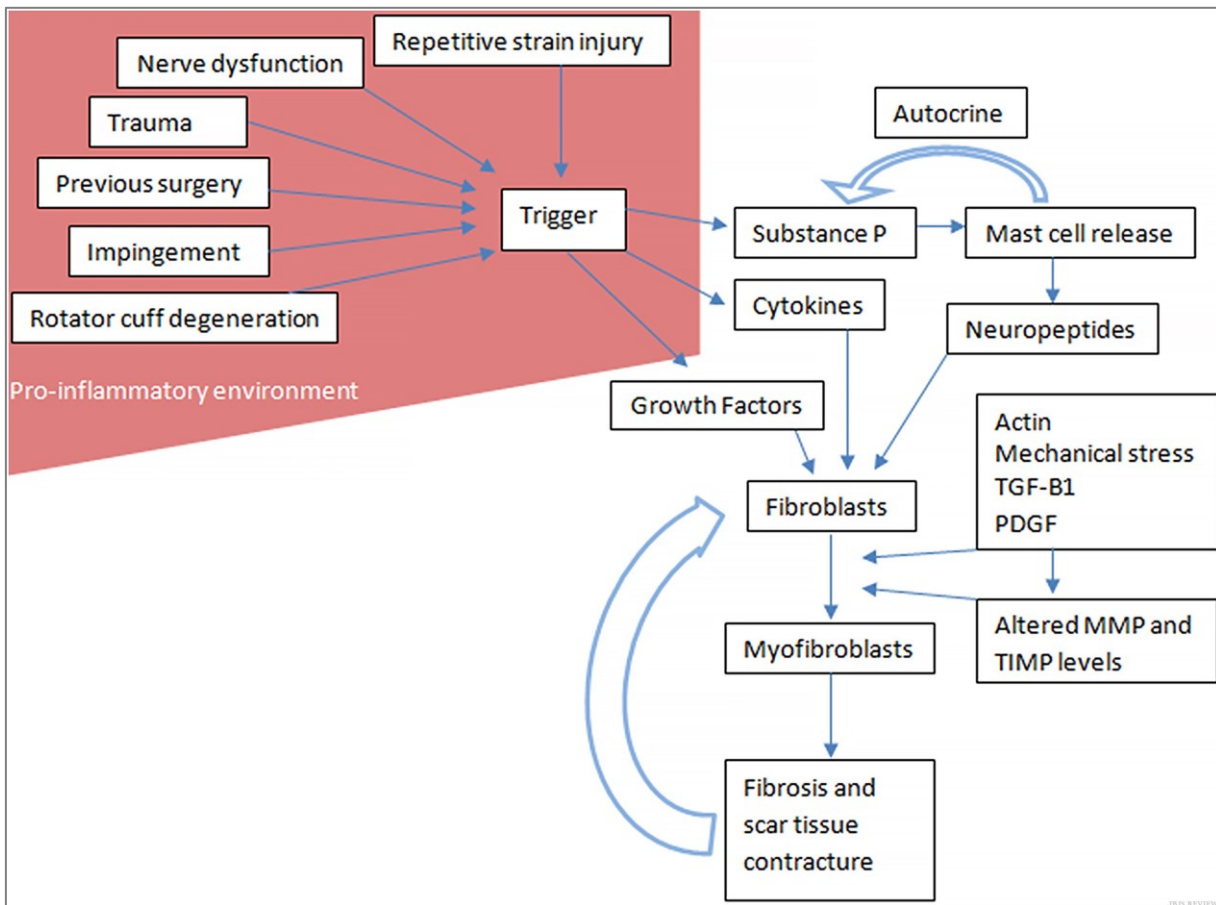 Repetitive strain injury
Nerve dysfunction
Trauma
Previous surgery
Impingement
Rotator cuff degeneration
Pro-inflammatory environment
Trigger
Autocrine
Substance P
Mast cell release
Cytokines
Neuropeptides
Growth Factors
Actin
Mechanical stress
TGF-B1
PDGF
Fibroblasts
Altered MMP and
TIMP levels
Myofibroblasts
Fibrosis and
scar tissue
contracture